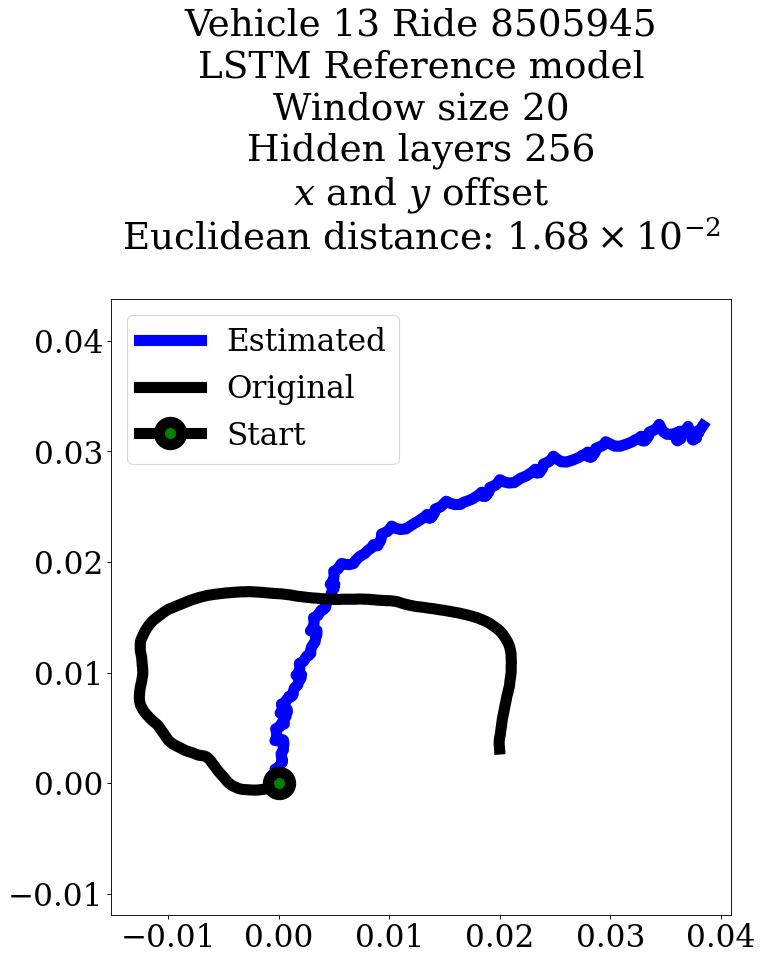 Vehicle 13 Ride 8505945
LSTM Reference model
Window size 20
Hidden layers 256
x and y offset
Euclidean distance: 1.68 × 10⁻²
Estimated
Original
Start
0.04
0.03
0.02
0.01
0.00
−0.01
−0.01 0.00 0.01 0.02 0.03 0.04